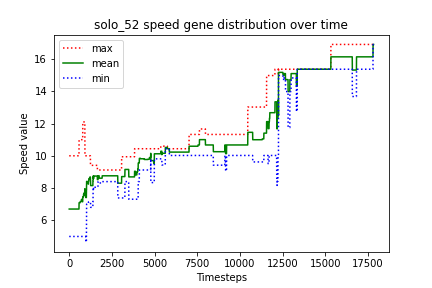 solo_52 speed gene distribution over time
max
mean
min
Speed value
16
14
12
10
8
6
0 2500 5000 7500 10000 12500 15000 17500
Timesteps